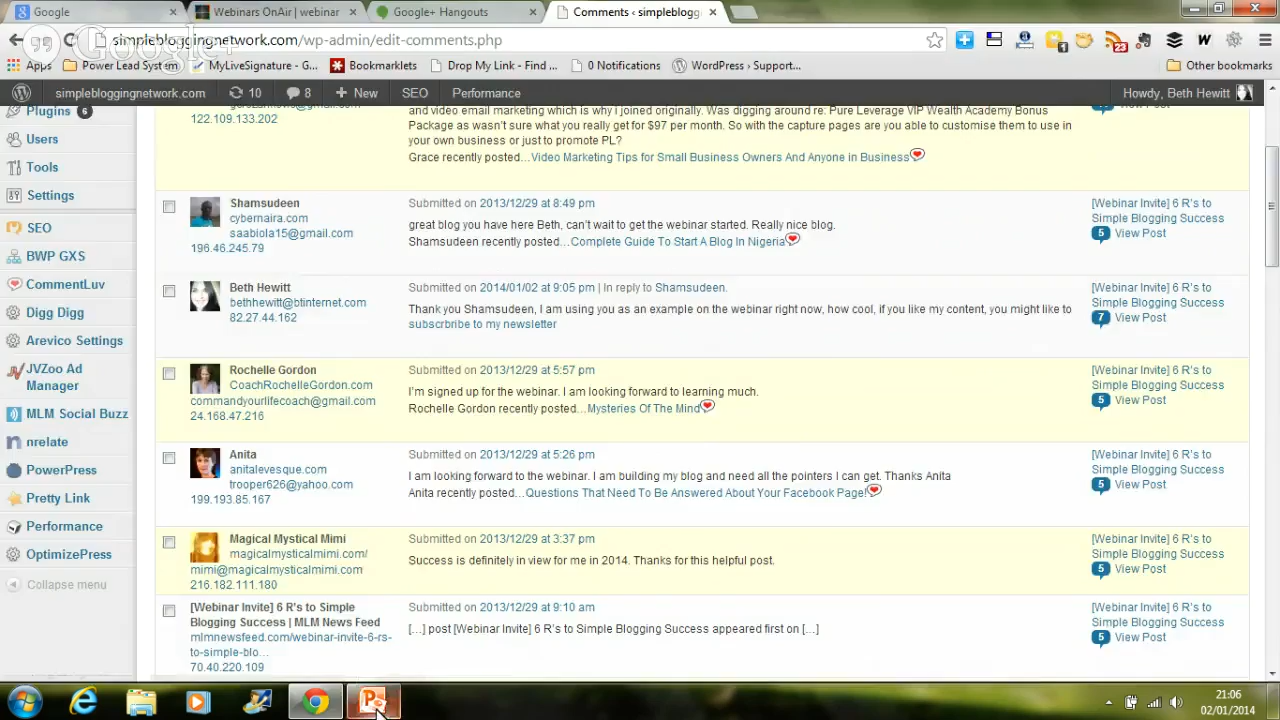 Google
Webinars OnAir | webinar
Google+ Hangouts
Comments ‹ simpleblogging
simplebloggingnetwork.com/wp-admin/edit-comments.php
Google+
Apps
Power Lead System
MyLiveSignature - G...
Bookmarklets
Drop My Link - Find ...
0 Notifications
WordPress › Support...
Other bookmarks
1
23
simplebloggingnetwork.com
10
8
+ New
SEO
Performance
Howdy, Beth Hewitt
Plugins 6
Users
Tools
Settings
SEO
BWP GXS
CommentLuv
Digg Digg
Arevico Settings
JVZoo Ad
Manager
MLM Social Buzz
nrelate
PowerPress
Pretty Link
Performance
OptimizePress
Collapse menu
122.109.133.202
and video email marketing which is why I joined originally. Was digging around re: Pure Leverage VIP Wealth Academy Bonus
Package as wasn't sure what you really get for $97 per month. So with the capture pages are you able to customise them to use in
your own business or just to promote PL?
Grace recently posted...Video Marketing Tips for Small Business Owners And Anyone in Business
Shamsudeen
cybernaira.com
saabiola15@gmail.com
196.46.245.79
Submitted on 2013/12/29 at 8:49 pm
great blog you have here Beth, can't wait to get the webinar started. Really nice blog.
Shamsudeen recently posted...Complete Guide To Start A Blog In Nigeria
[Webinar Invite] 6 R's to
Simple Blogging Success
5 View Post
Beth Hewitt
bethhewitt@btinternet.com
82.27.44.162
Submitted on 2014/01/02 at 9:05 pm | In reply to Shamsudeen.
Thank you Shamsudeen, I am using you as an example on the webinar right now, how cool, if you like my content, you might like to
subscrbribe to my newsletter
[Webinar Invite] 6 R's to
Simple Blogging Success
7 View Post
Rochelle Gordon
CoachRochelleGordon.com
commandyourlifecoach@gmail.com
24.168.47.216
Submitted on 2013/12/29 at 5:57 pm
I'm signed up for the webinar. I am looking forward to learning much.
Rochelle Gordon recently posted...Mysteries Of The Mind
[Webinar Invite] 6 R's to
Simple Blogging Success
5 View Post
Anita
anitalevesque.com
trooper626@yahoo.com
199.193.85.167
Submitted on 2013/12/29 at 5:26 pm
I am looking forward to the webinar. I am building my blog and need all the pointers I can get. Thanks Anita
Anita recently posted...Questions That Need To Be Answered About Your Facebook Page!
[Webinar Invite] 6 R's to
Simple Blogging Success
5 View Post
Magical Mystical Mimi
magicalmysticalmimi.com/
mimi@magicalmysticalmimi.com
216.182.111.180
Submitted on 2013/12/29 at 3:37 pm
Success is definitely in view for me in 2014. Thanks for this helpful post.
[Webinar Invite] 6 R's to
Simple Blogging Success
5 View Post
[Webinar Invite] 6 R's to Simple
Blogging Success | MLM News Feed
mlmnewsfeed.com/webinar-invite-6-rs-
to-simple-blo...
70.40.220.109
Submitted on 2013/12/29 at 9:10 am
[...] post [Webinar Invite] 6 R's to Simple Blogging Success appeared first on [...]
[Webinar Invite] 6 R's to
Simple Blogging Success
5 View Post
21:06
02/01/2014